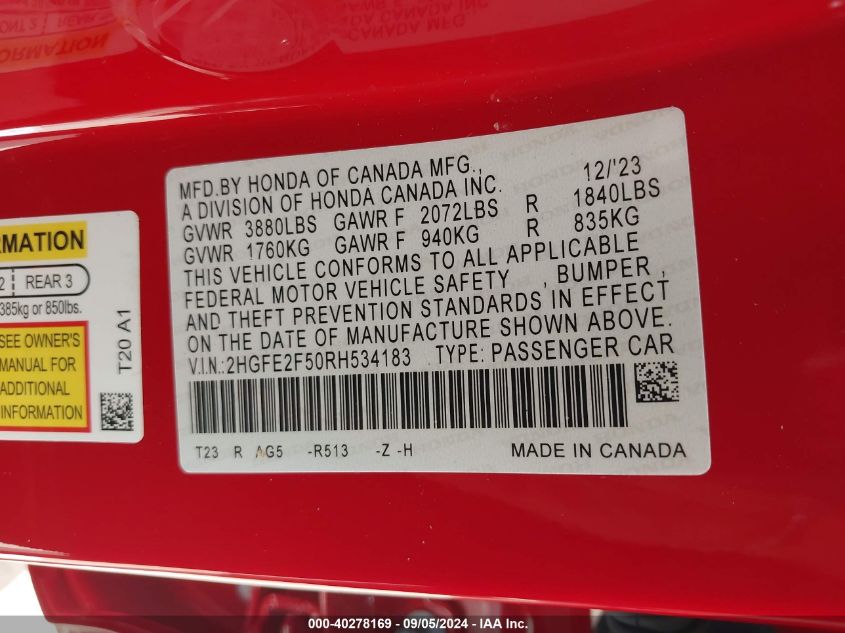 MFD.BY HONDA OF CANADA MFG., 12/'23
A DIVISION OF HONDA CANADA INC.
GVWR 3880LBS GAWR F 2072LBS R 1840LBS
GVWR 1760KG GAWR F 940KG R 835KG
THIS VEHICLE CONFORMS TO ALL APPLICABLE
FEDERAL MOTOR VEHICLE SAFETY , BUMPER ,
AND THEFT PREVENTION STANDARDS IN EFFECT
ON THE DATE OF MANUFACTURE SHOWN ABOVE.
V.I.N.:2HGFE2F50RH534183 TYPE: PASSENGER CAR
T23 R AG5 -R513 -Z -H MADE IN CANADA
RMATION
2 REAR 3
385kg or 850lbs.
SEE OWNER'S
MANUAL FOR
ADDITIONAL
INFORMATION
T20 A1
000-40278169 - 09/05/2024 - IAA Inc.